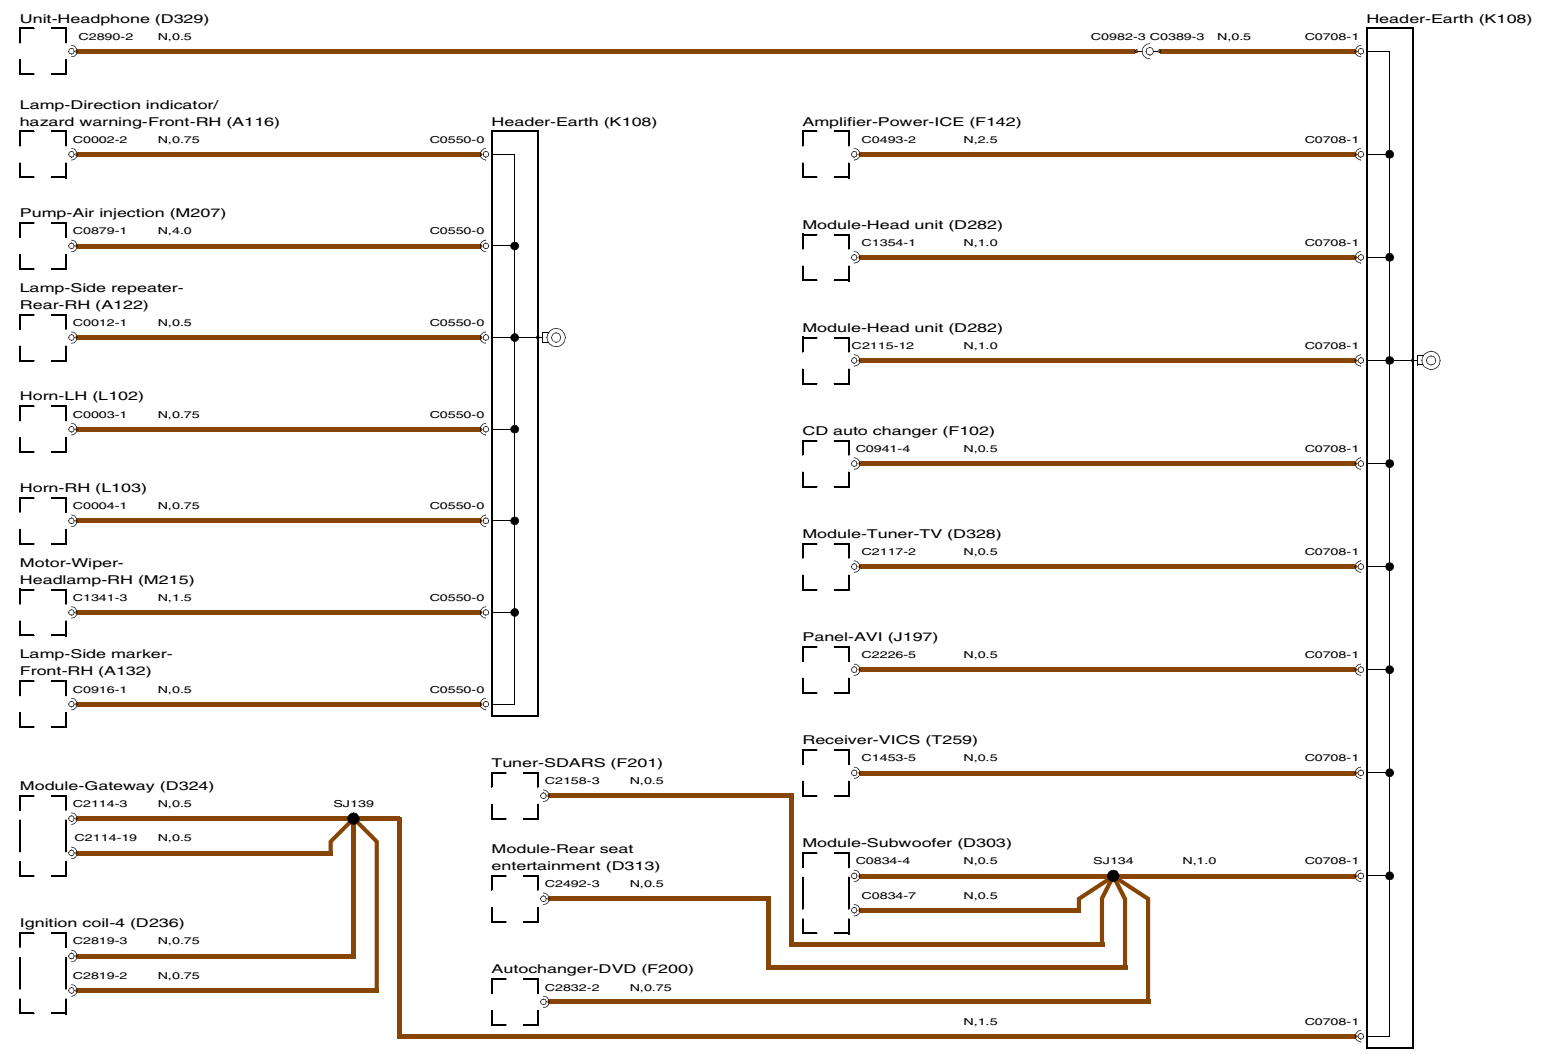 Unit-Headphone (D329)
C2890-2 N,0.5 C0982-3 C0389-3 N,0.5 C0708-1
Header-Earth (K108)
Lamp-Direction indicator/
hazard warning-Front-RH (A116)
C0002-2 N,0.75 C0550-0
Header-Earth (K108)
Pump-Air injection (M207)
C0879-1 N,4.0 C0550-0
Lamp-Side repeater-
Rear-RH (A122)
C0012-1 N,0.5 C0550-0
Horn-LH (L102)
C0003-1 N,0.75 C0550-0
Horn-RH (L103)
C0004-1 N,0.75 C0550-0
Motor-Wiper-
Headlamp-RH (M215)
C1341-3 N,1.5 C0550-0
Lamp-Side marker-
Front-RH (A132)
C0916-1 N,0.5 C0550-0
Amplifier-Power-ICE (F142)
C0493-2 N,2.5 C0708-1
Module-Head unit (D282)
C1354-1 N,1.0 C0708-1
Module-Head unit (D282)
C2115-12 N,1.0 C0708-1
CD auto changer (F102)
C0941-4 N,0.5 C0708-1
Module-Tuner-TV (D328)
C2117-2 N,0.5 C0708-1
Panel-AVI (J197)
C2226-5 N,0.5 C0708-1
Receiver-VICS (T259)
C1453-5 N,0.5 C0708-1
Module-Subwoofer (D303)
C0834-4 N,0.5 SJ134 N,1.0 C0708-1
C0834-7 N,0.5
Tuner-SDARS (F201)
C2158-3 N,0.5
Module-Rear seat
entertainment (D313)
C2492-3 N,0.5
Autochanger-DVD (F200)
C2832-2 N,0.75
Module-Gateway (D324)
C2114-3 N,0.5 SJ139
C2114-19 N,0.5
Ignition coil-4 (D236)
C2819-3 N,0.75
C2819-2 N,0.75
N,1.5 C0708-1